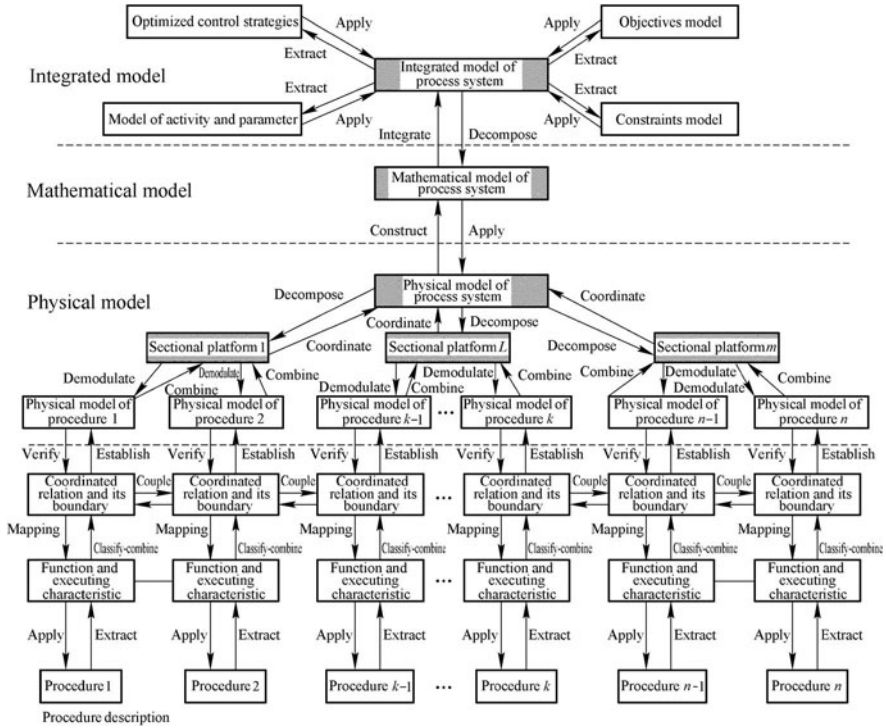 Optimized control strategies
Apply
Apply
Objectives model
Extract
Extract
Integrated model
Integrated model of
process system
Extract
Extract
Model of activity and parameter
Apply
Apply
Constraints model
Integrate
Decompose
Mathematical model
Mathematical model of
process system
Construct
Apply
Physical model
Physical model of
process system
Decompose
Coordinate
Coordinate
Decompose
Sectional platform 1
Coordinate
Sectional platform L
Decompose
Sectional platform m
Demodulate
Combine
Demodulate
Combine
Demodulate
Combine
Demodulate
Combine
Combine
Demodulate
Demodulate
Combine
Physical model of
procedure 1
Physical model of
procedure 2
Physical model of
procedure k-1
...
Physical model of
procedure k
Physical model of
procedure n-1
Physical model of
procedure n
Verify
Establish
Verify
Establish
Verify
Establish
Verify
Establish
Verify
Establish
Verify
Establish
Coordinated
relation and its
boundary
Couple
Coordinated
relation and its
boundary
Couple
Coordinated
relation and its
boundary
...
Coordinated
relation and its
boundary
Couple
Coordinated
relation and its
boundary
Couple
Coordinated
relation and its
boundary
Mapping
Classify-combine
Mapping
Classify-combine
Mapping
Classify-combine
Mapping
Classify-combine
Mapping
Classify-combine
Mapping
Classify-combine
Function and
executing
characteristic
Function and
executing
characteristic
Function and
executing
characteristic
...
Function and
executing
characteristic
Function and
executing
characteristic
Function and
executing
characteristic
Apply
Extract
Apply
Extract
Apply
Extract
Apply
Extract
Apply
Extract
Apply
Extract
Procedure 1
Procedure 2
Procedure k-1
...
Procedure k
Procedure n-1
Procedure n
Procedure description